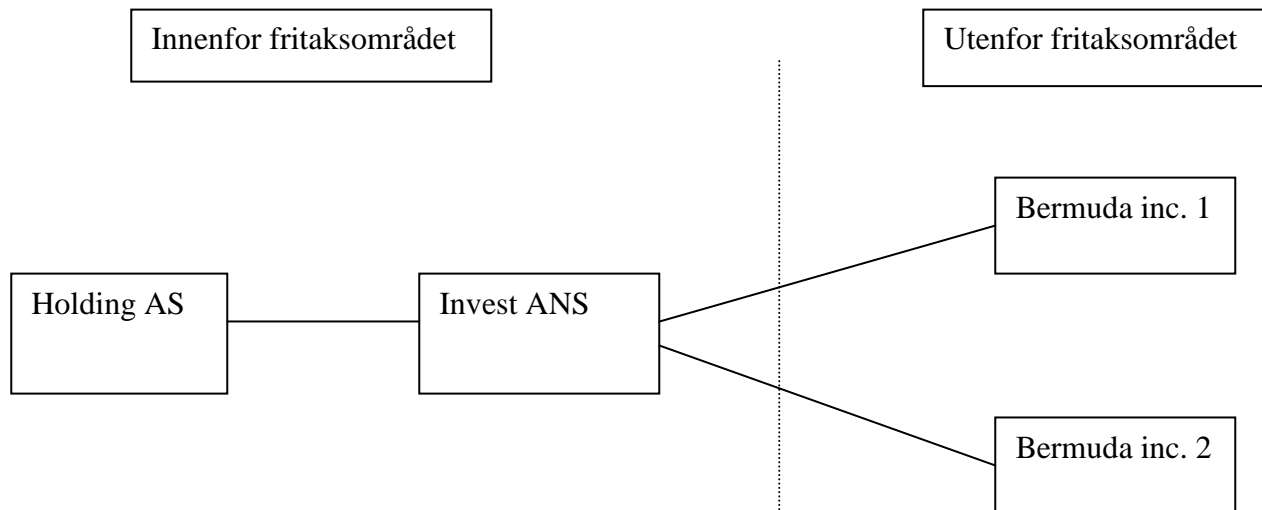 Innenfor fritaksområdet
Utenfor fritaksområdet
Bermuda inc. 1
Holding AS
Invest ANS
Bermuda inc. 2